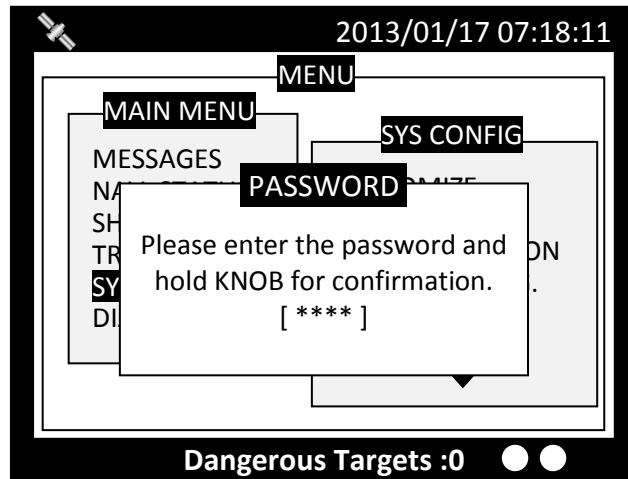 2013/01/17 07:18:11
MENU
MAIN MENU
SYS CONFIG
MESSAGES
PASSWORD
Please enter the password and
hold KNOB for confirmation.
[ **** ]
Dangerous Targets :0